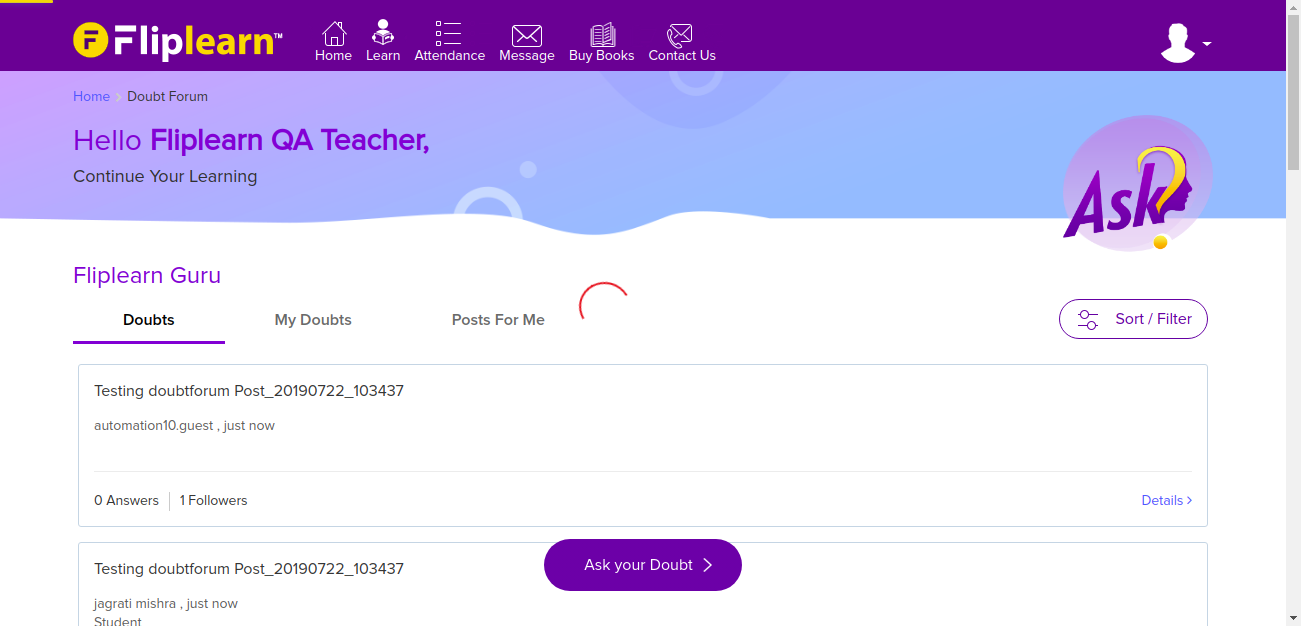 Fliplearn™
Home
Learn
Attendance
Message
Buy Books
Contact Us
Home > Doubt Forum
Hello Fliplearn QA Teacher,
Continue Your Learning
Ask?
Fliplearn Guru
Doubts
My Doubts
Posts For Me
Sort / Filter
Testing doubtforum Post_20190722_103437
automation10.guest , just now
0 Answers
1 Followers
Details >
Testing doubtforum Post_20190722_103437
Ask your Doubt >
jagrati mishra , just now
Student